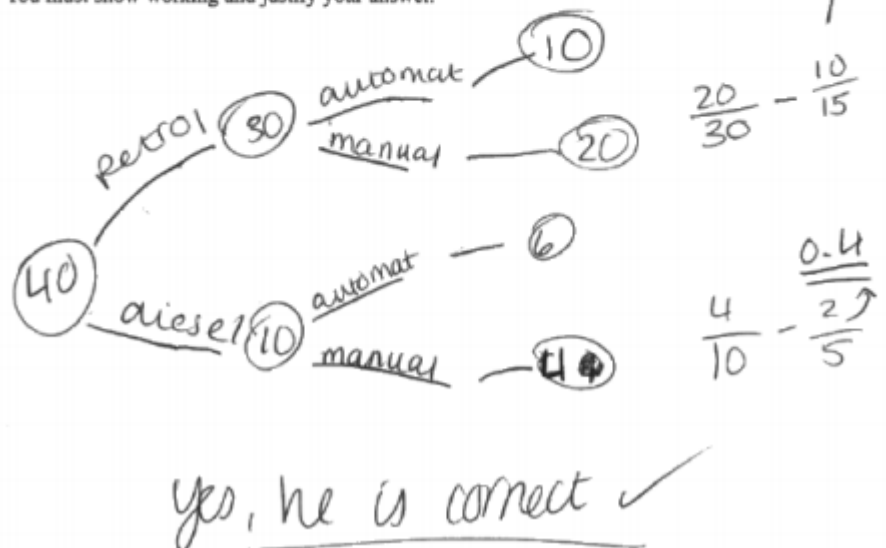 You must show working and justify your answer.
petrol 30 automat 10
20/30 - 10/15
manual 20
40
diesel 10 automat 6
manual 4
0.4
4/10 - 2/5
yes, he is correct ✓